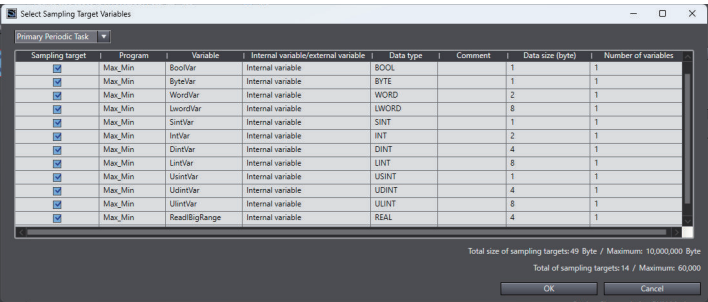 Select Sampling Target Variables
Primary Periodic Task
Sampling target Program Variable Internal variable/external variable Data type Comment Data size (byte) Number of variables
Max_Min BoolVar Internal variable BOOL 1 1
Max_Min ByteVar Internal variable BYTE 1 1
Max_Min WordVar Internal variable WORD 2 1
Max_Min LwordVar Internal variable LWORD 8 1
Max_Min SintVar Internal variable SINT 1 1
Max_Min IntVar Internal variable INT 2 1
Max_Min DintVar Internal variable DINT 4 1
Max_Min LintVar Internal variable LINT 8 1
Max_Min UsintVar Internal variable USINT 1 1
Max_Min UdintVar Internal variable UDINT 4 1
Max_Min UlintVar Internal variable ULINT 8 1
Max_Min ReadlBigRange Internal variable REAL 4 1
Total size of sampling targets: 49 Byte / Maximum: 10,000,000 Byte
Total of sampling targets: 14 / Maximum: 60,000
OK Cancel